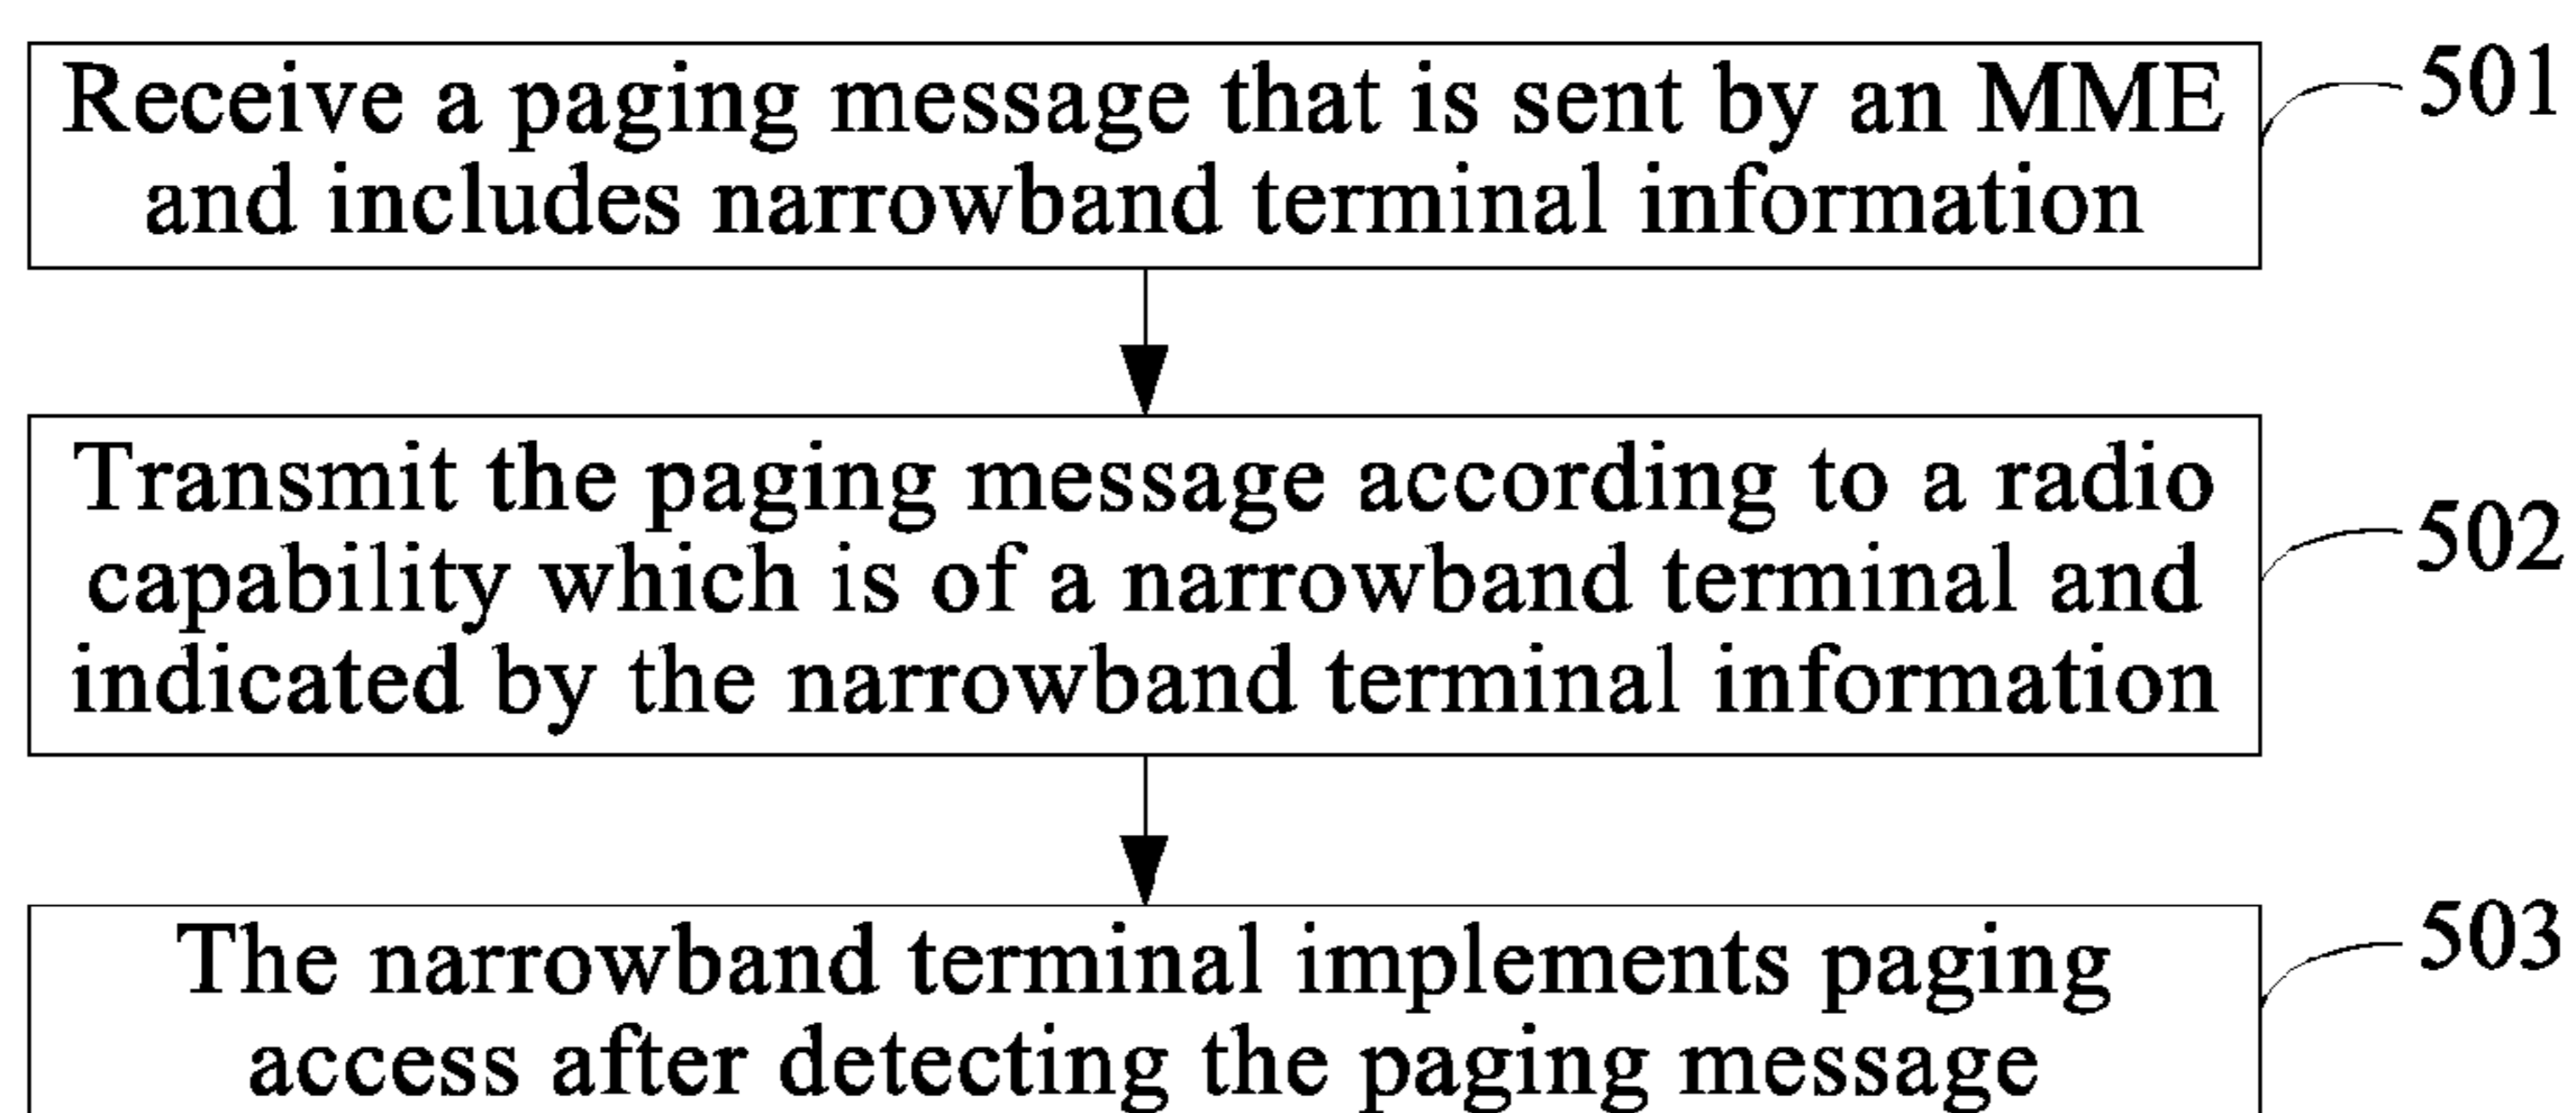 Receive a paging message that is sent by an MME
and includes narrowband terminal information
501
Transmit the paging message according to a radio
capability which is of a narrowband terminal and
indicated by the narrowband terminal information
502
The narrowband terminal implements paging
access after detecting the paging message
503